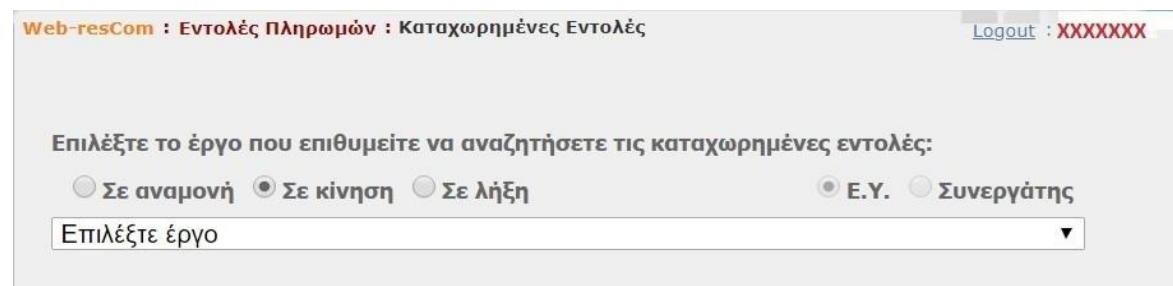 Web-resCom : Εντολές Πληρωμών : Καταχωρημένες Εντολές Logout : XXXXXXX
Επιλέξτε το έργο που επιθυμείτε να αναζητήσετε τις καταχωρημένες εντολές:
Σε αναμονή Σε κίνηση Σε λήξη Ε.Υ. Συνεργάτης
Επιλέξτε έργο